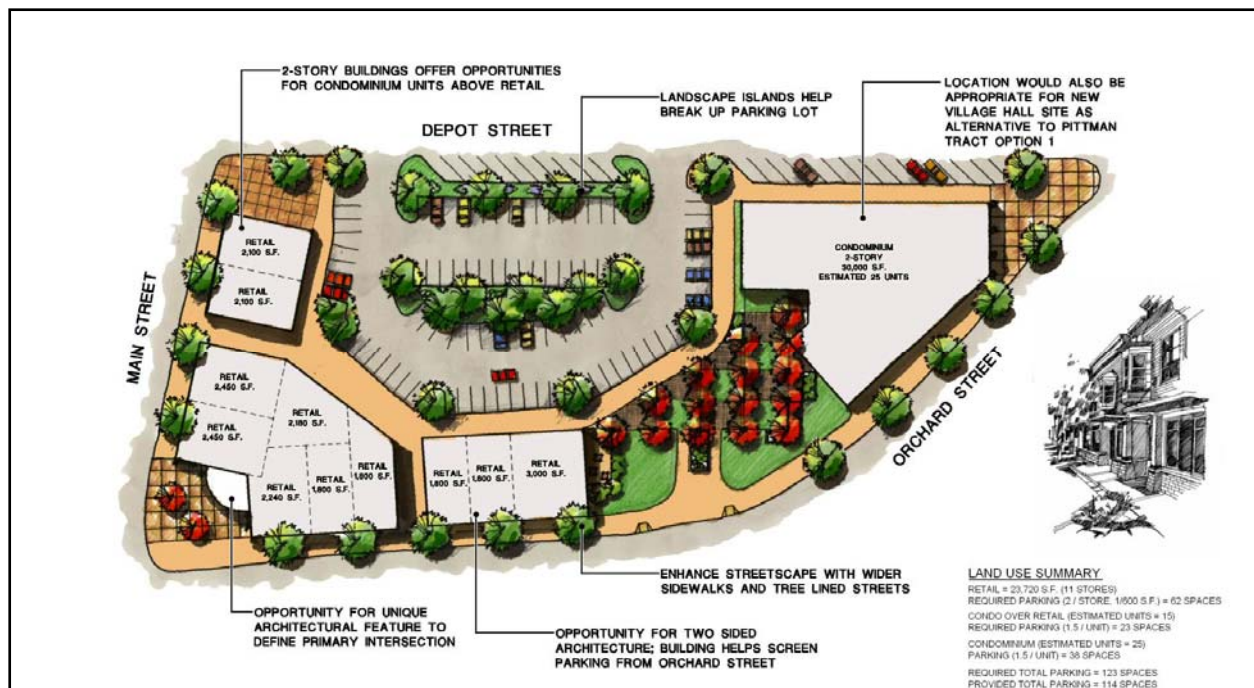 2-STORY BUILDINGS OFFER OPPORTUNITIES
FOR CONDOMINIUM UNITS ABOVE RETAIL
DEPOT STREET
LANDSCAPE ISLANDS HELP
BREAK UP PARKING LOT
LOCATION WOULD ALSO BE
APPROPRIATE FOR NEW
VILLAGE HALL SITE AS
ALTERNATIVE TO PITTMAN
TRACT OPTION 1
RETAIL
2,100 S.F.
RETAIL
2,100 S.F.
CONDOMINIUM
2-STORY
30,000 S.F.
ESTIMATED 25 UNITS
MAIN STREET
ORCHARD STREET
RETAIL
2,450 S.F.
RETAIL
2,450 S.F.
RETAIL
2,180 S.F.
RETAIL
2,240 S.F.
RETAIL
1,800 S.F.
RETAIL
RETAIL
1,800 S.F.
RETAIL
RETAIL
3,000 S.F.
OPPORTUNITY FOR UNIQUE
ARCHITECTURAL FEATURE TO
DEFINE PRIMARY INTERSECTION
OPPORTUNITY FOR TWO SIDED
ARCHITECTURE; BUILDING HELPS SCREEN
PARKING FROM ORCHARD STREET
ENHANCE STREETSCAPE WITH WIDER
SIDEWALKS AND TREE LINED STREETS
LAND USE SUMMARY
RETAIL = 23,720 S.F. (11 STORES)
REQUIRED PARKING (2 / STORE, 1/600 S.F.) = 62 SPACES
CONDO OVER RETAIL (ESTIMATED UNITS = 15)
REQUIRED PARKING (1.5 / UNIT) = 23 SPACES
CONDOMINIUM (ESTIMATED UNITS = 25)
PARKING (1.5 / UNIT) = 38 SPACES
REQUIRED TOTAL PARKING = 123 SPACES
PROVIDED TOTAL PARKING = 114 SPACES